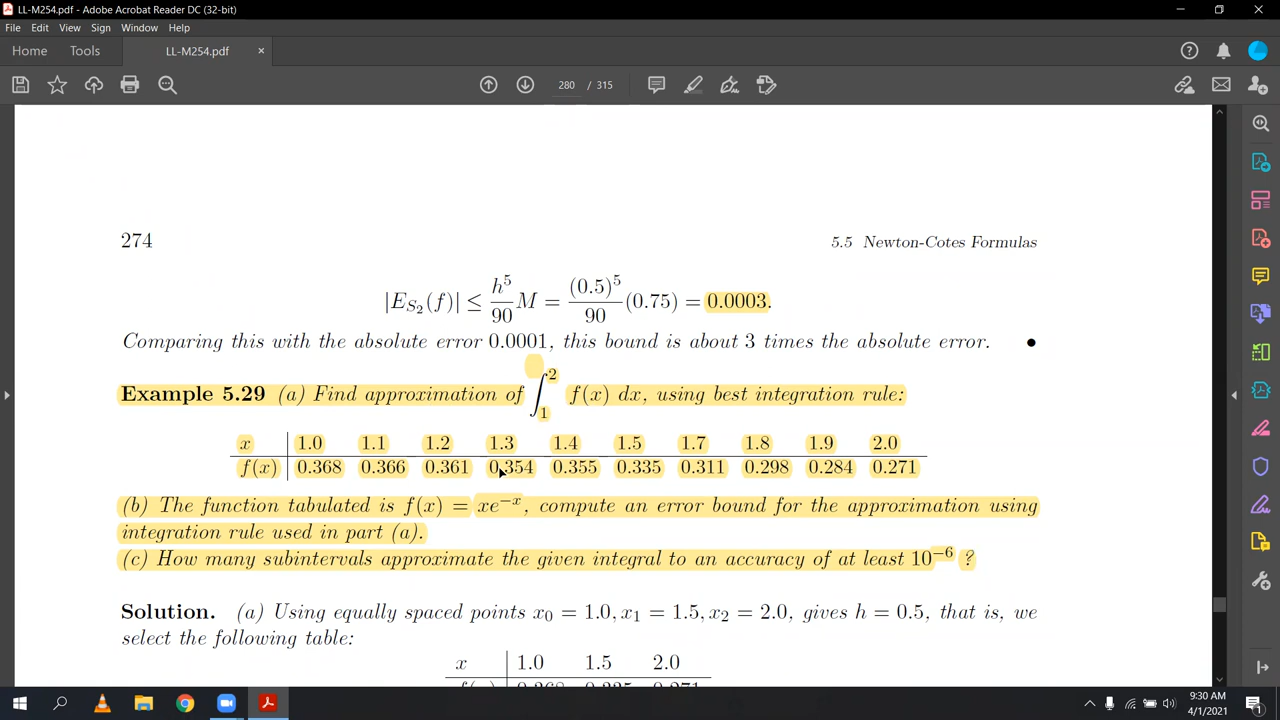 LL-M254.pdf - Adobe Acrobat Reader DC (32-bit)
File Edit View Sign Window Help
Home Tools LL-M254.pdf ×
280 / 315
274 5.5 Newton-Cotes Formulas
|E_{S_2}(f)| ≤ h^5/90 M = (0.5)^5/90 (0.75) = 0.0003.
Comparing this with the absolute error 0.0001, this bound is about 3 times the absolute error. •
Example 5.29 (a) Find approximation of ∫_1^2 f(x) dx, using best integration rule:
x 1.0 1.1 1.2 1.3 1.4 1.5 1.7 1.8 1.9 2.0
f(x) 0.368 0.366 0.361 0.354 0.355 0.335 0.311 0.298 0.284 0.271
(b) The function tabulated is f(x) = xe^{-x}, compute an error bound for the approximation using
integration rule used in part (a).
(c) How many subintervals approximate the given integral to an accuracy of at least 10^{-6} ?
Solution. (a) Using equally spaced points x_0 = 1.0, x_1 = 1.5, x_2 = 2.0, gives h = 0.5, that is, we
select the following table:
x 1.0 1.5 2.0
9:30 AM
4/1/2021